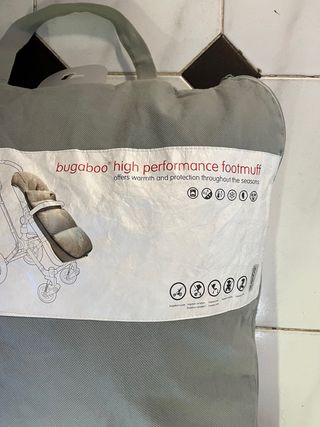 bugaboo® high performance footmuff
offers warmth and protection throughout the seasons